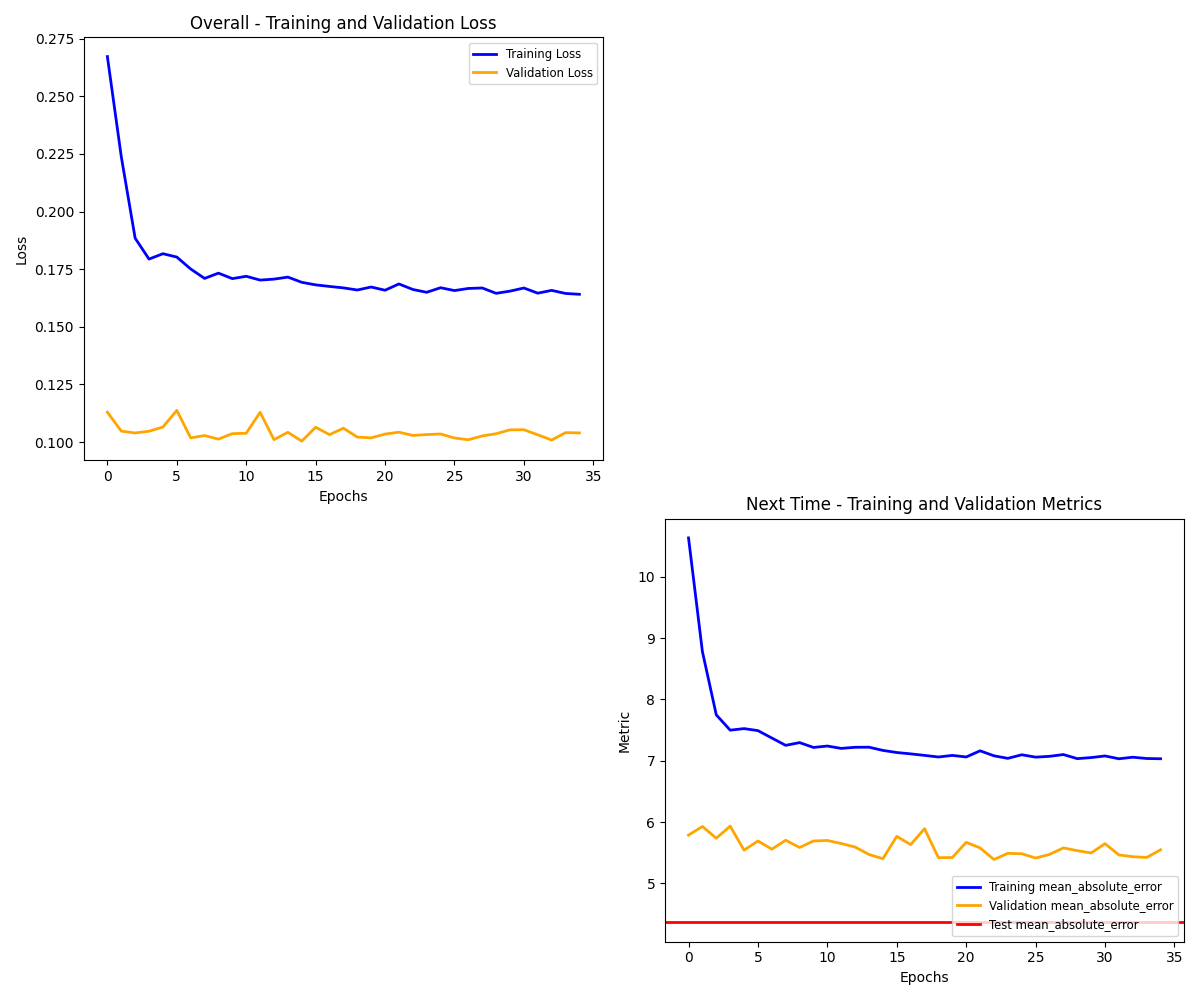 Overall - Training and Validation Loss
0.275
0.250
0.225
0.200
0.175
0.150
0.125
0.100
Loss
Training Loss
Validation Loss
0 5 10 15 20 25 30 35
Epochs
Next Time - Training and Validation Metrics
10
9
8
7
6
5
Metric
Training mean_absolute_error
Validation mean_absolute_error
Test mean_absolute_error
0 5 10 15 20 25 30 35
Epochs